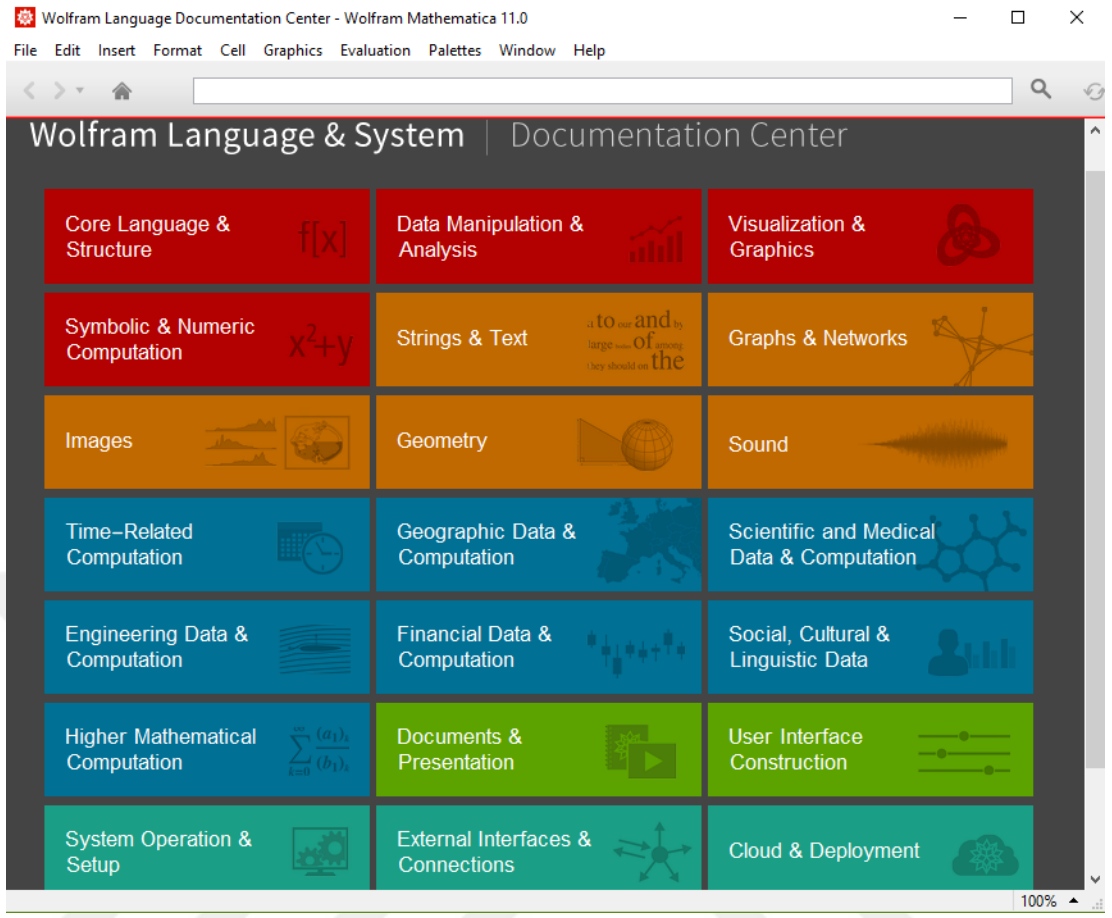 Wolfram Language Documentation Center - Wolfram Mathematica 11.0
File Edit Insert Format Cell Graphics Evaluation Palettes Window Help
Wolfram Language & System | Documentation Center
Core Language &
Structure
f[x]
Data Manipulation &
Analysis
Visualization &
Graphics
Symbolic & Numeric
Computation
x²+y
Strings & Text
a to our and by
large of among
they should on the
Graphs & Networks
Images
Geometry
Sound
Time–Related
Computation
Geographic Data &
Computation
Scientific and Medical
Data & Computation
Engineering Data &
Computation
Financial Data &
Computation
Social, Cultural &
Linguistic Data
Higher Mathematical
Computation
∞
∑ (a₁)ₖ / (b₁)ₖ
k=0
Documents &
Presentation
User Interface
Construction
System Operation &
Setup
External Interfaces &
Connections
Cloud & Deployment
100%